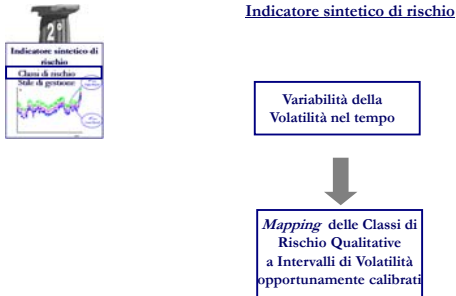 Indicatore sintetico di rischio
2°
Indicatore sintetico di
rischio
Classi di rischio
Stile di gestione
Variabilità della
Volatilità nel tempo
Mapping delle Classi di
Rischio Qualitative
a Intervalli di Volatilità
opportunamente calibrati